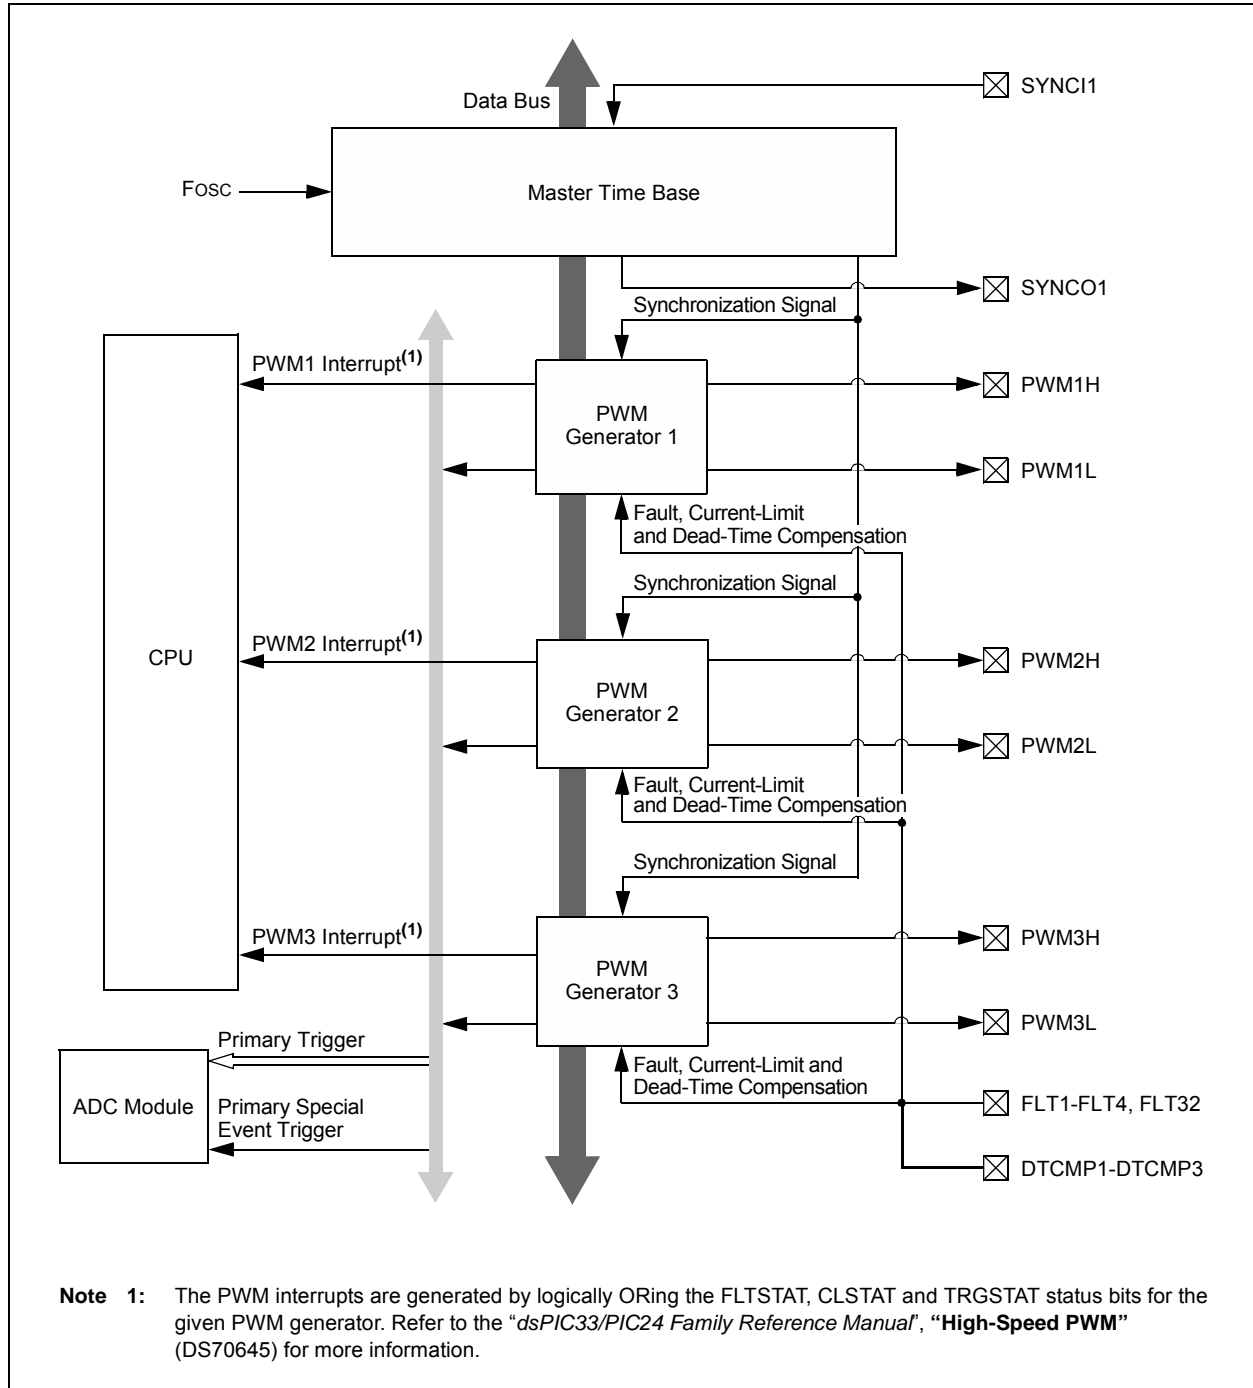 SYNCI1
Data Bus
Master Time Base
FOSC
SYNCO1
Synchronization Signal
PWM1 Interrupt(1)
PWM1H
PWM
Generator 1
PWM1L
Fault, Current-Limit
and Dead-Time Compensation
Synchronization Signal
CPU
PWM2 Interrupt(1)
PWM2H
PWM
Generator 2
PWM2L
Fault, Current-Limit
and Dead-Time Compensation
Synchronization Signal
PWM3 Interrupt(1)
PWM3H
PWM
Generator 3
PWM3L
Primary Trigger
Fault, Current-Limit and
Dead-Time Compensation
ADC Module
Primary Special
Event Trigger
FLT1-FLT4, FLT32
DTCMP1-DTCMP3
Note 1: The PWM interrupts are generated by logically ORing the FLTSTAT, CLSTAT and TRGSTAT status bits for the
given PWM generator. Refer to the “dsPIC33/PIC24 Family Reference Manual”, “High-Speed PWM”
(DS70645) for more information.